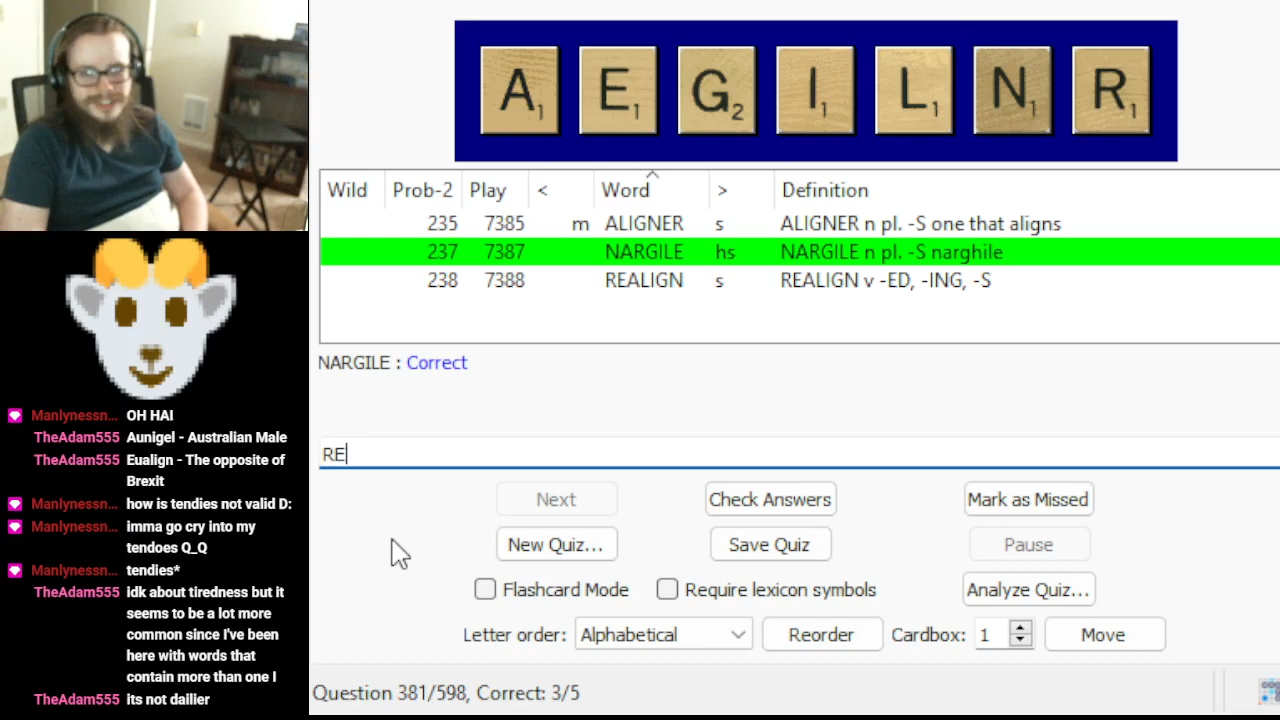 A1 E1 G2 I1 L1 N1 R1
Wild Prob-2 Play < Word > Definition
235 7385 m ALIGNER s ALIGNER n pl. -S one that aligns
237 7387 NARGILE hs NARGILE n pl. -S narghile
238 7388 REALIGN s REALIGN v -ED, -ING, -S
NARGILE : Correct
RE
Next Check Answers Mark as Missed
New Quiz... Save Quiz Pause
Flashcard Mode Require lexicon symbols Analyze Quiz...
Letter order: Alphabetical Reorder Cardbox: 1 Move
Question 381/598, Correct: 3/5
Manlynessn... OH HAI
TheAdam555 Aunigel - Australian Male
TheAdam555 Eualign - The opposite of
Brexit
Manlynessn... how is tendies not valid D:
Manlynessn... imma go cry into my
tendoes Q_Q
Manlynessn... tendies*
TheAdam555 idk about tiredness but it
seems to be a lot more
common since I've been
here with words that
contain more than one I
TheAdam555 its not dailier